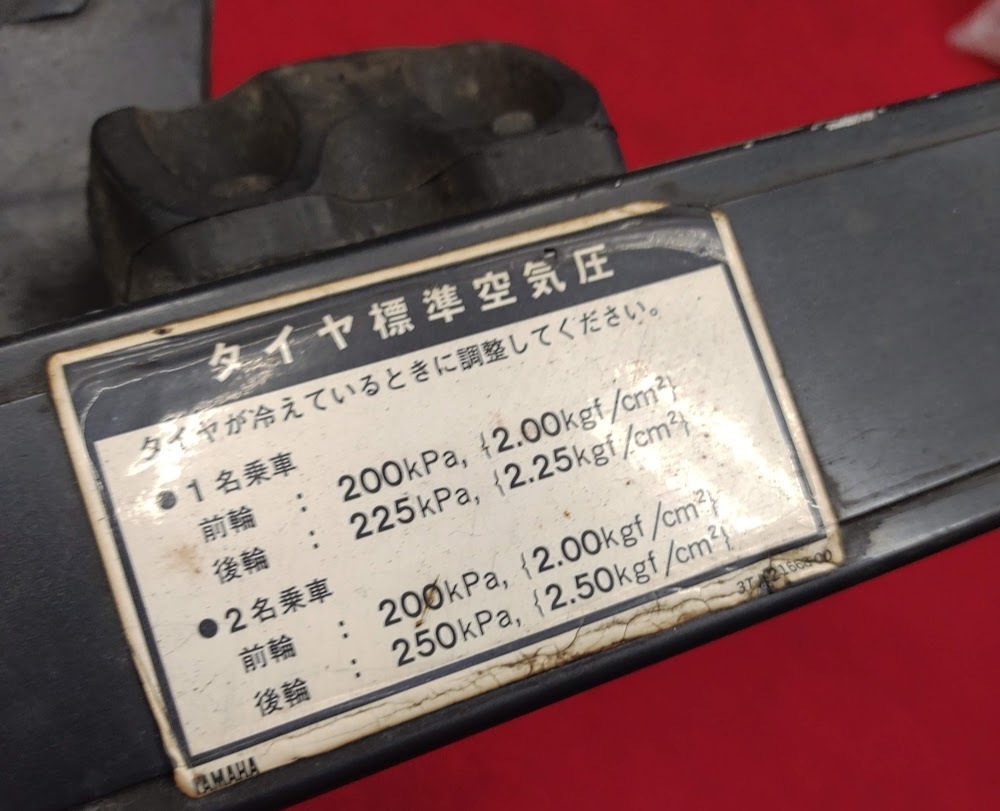 タイヤ標準空気圧
タイヤが冷えているときに調整してください。
●1名乗車
前輪 : 200kPa, {2.00kgf/cm²}
後輪 : 225kPa, {2.25kgf/cm²}
●2名乗車
前輪 : 200kPa, {2.00kgf/cm²}
後輪 : 250kPa, {2.50kgf/cm²}
YAMAHA